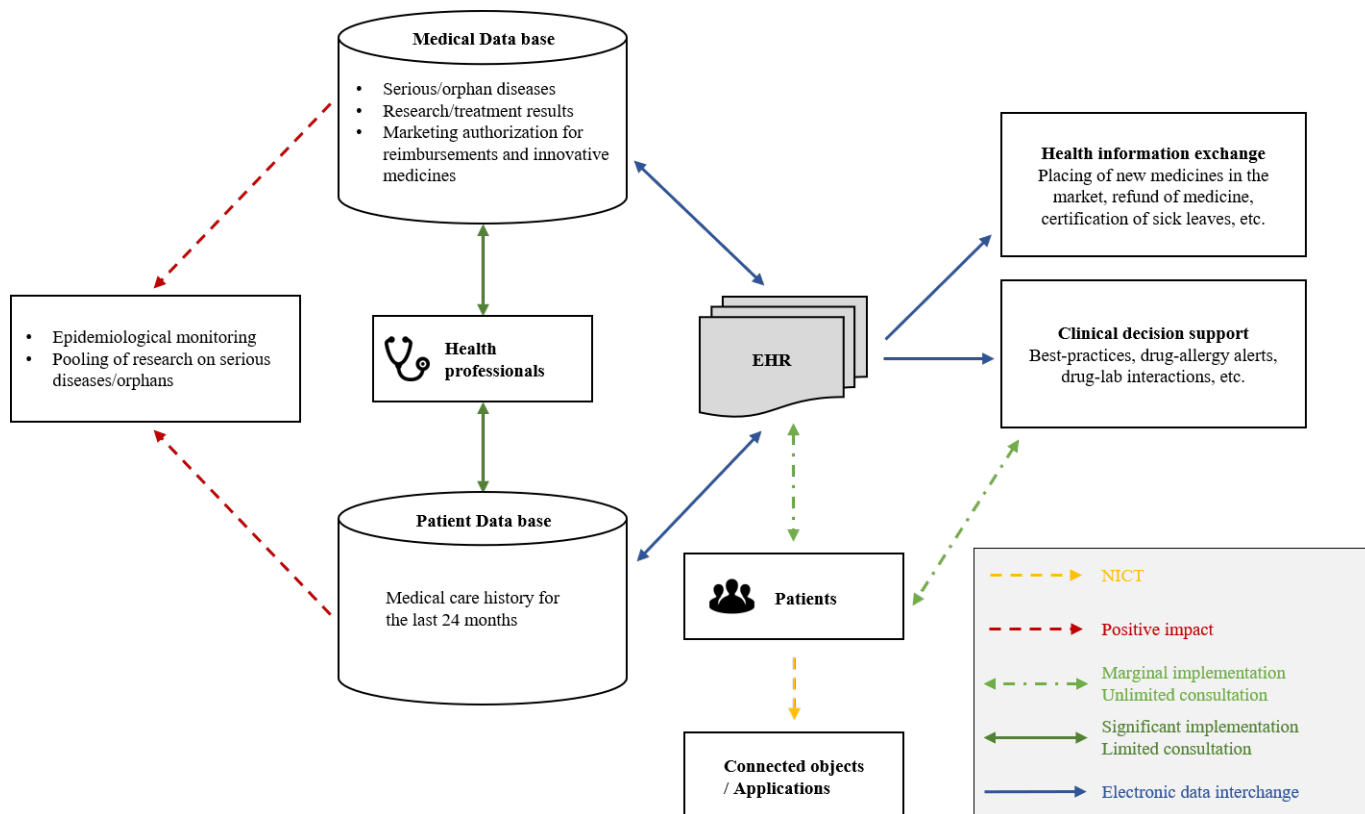 Medical Data base
• Serious/orphan diseases
• Research/treatment results
• Marketing authorization for
reimbursements and innovative
medicines
Health information exchange
Placing of new medicines in the
market, refund of medicine,
certification of sick leaves, etc.
• Epidemiological monitoring
• Pooling of research on serious
diseases/orphans
Health
professionals
EHR
Clinical decision support
Best-practices, drug-allergy alerts,
drug-lab interactions, etc.
Patient Data base
Medical care history for
the last 24 months
Patients
Connected objects
/ Applications
NICT
Positive impact
Marginal implementation
Unlimited consultation
Significant implementation
Limited consultation
Electronic data interchange